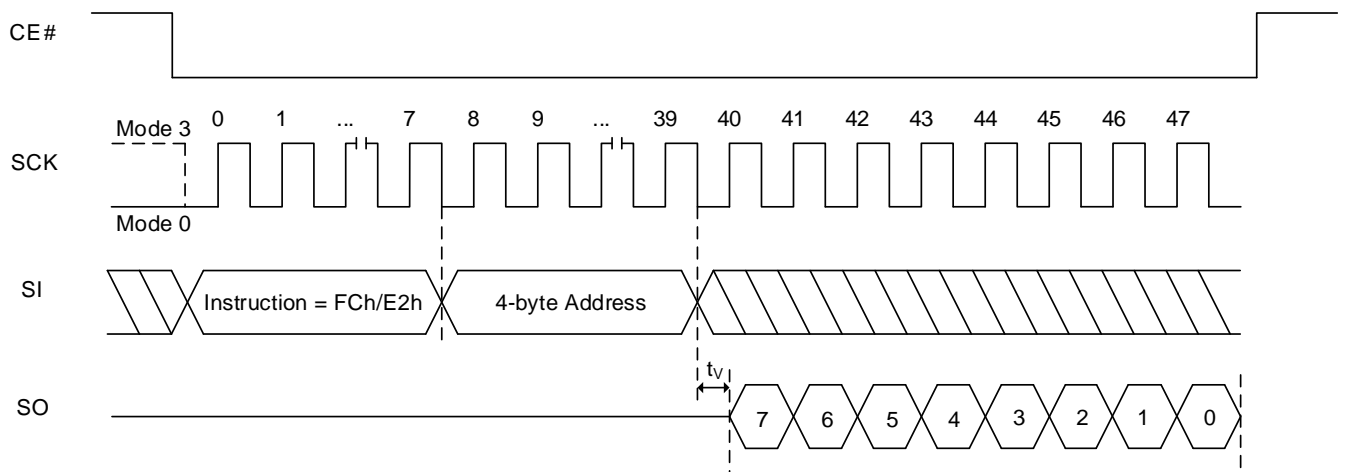 CE#
Mode 3 0 1 ... 7 8 9 ... 39 40 41 42 43 44 45 46 47
SCK
Mode 0
SI Instruction = FCh/E2h 4-byte Address
tV
SO 7 6 5 4 3 2 1 0